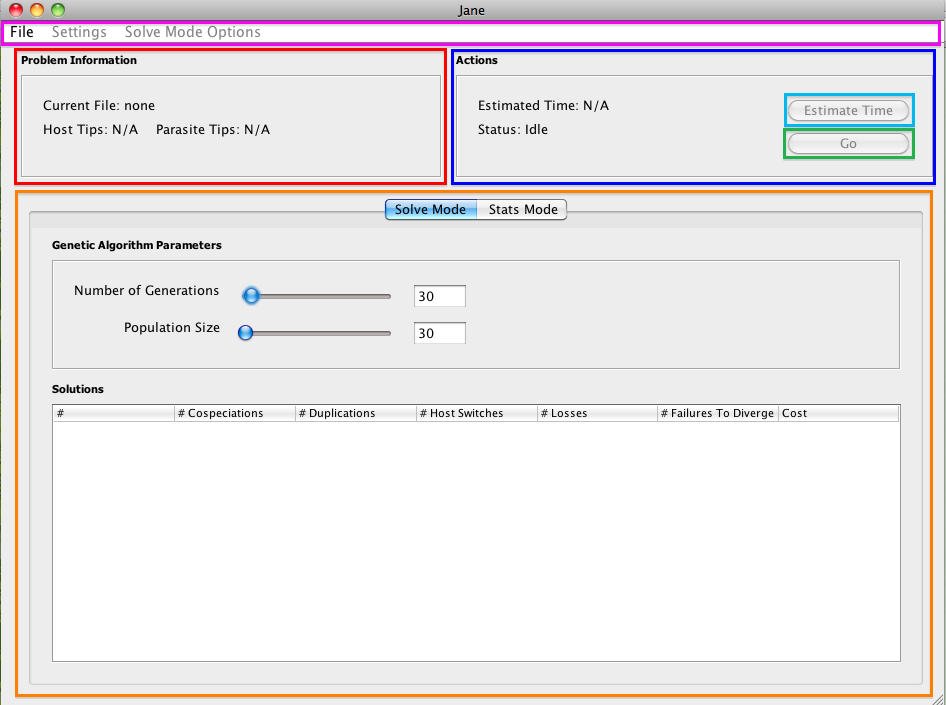 Jane
File Settings Solve Mode Options
Problem Information
Current File: none
Host Tips: N/A Parasite Tips: N/A
Actions
Estimated Time: N/A
Status: Idle
Estimate Time
Go
Solve Mode Stats Mode
Genetic Algorithm Parameters
Number of Generations 30
Population Size 30
Solutions
# # Cospeciations # Duplications # Host Switches # Losses # Failures To Diverge Cost